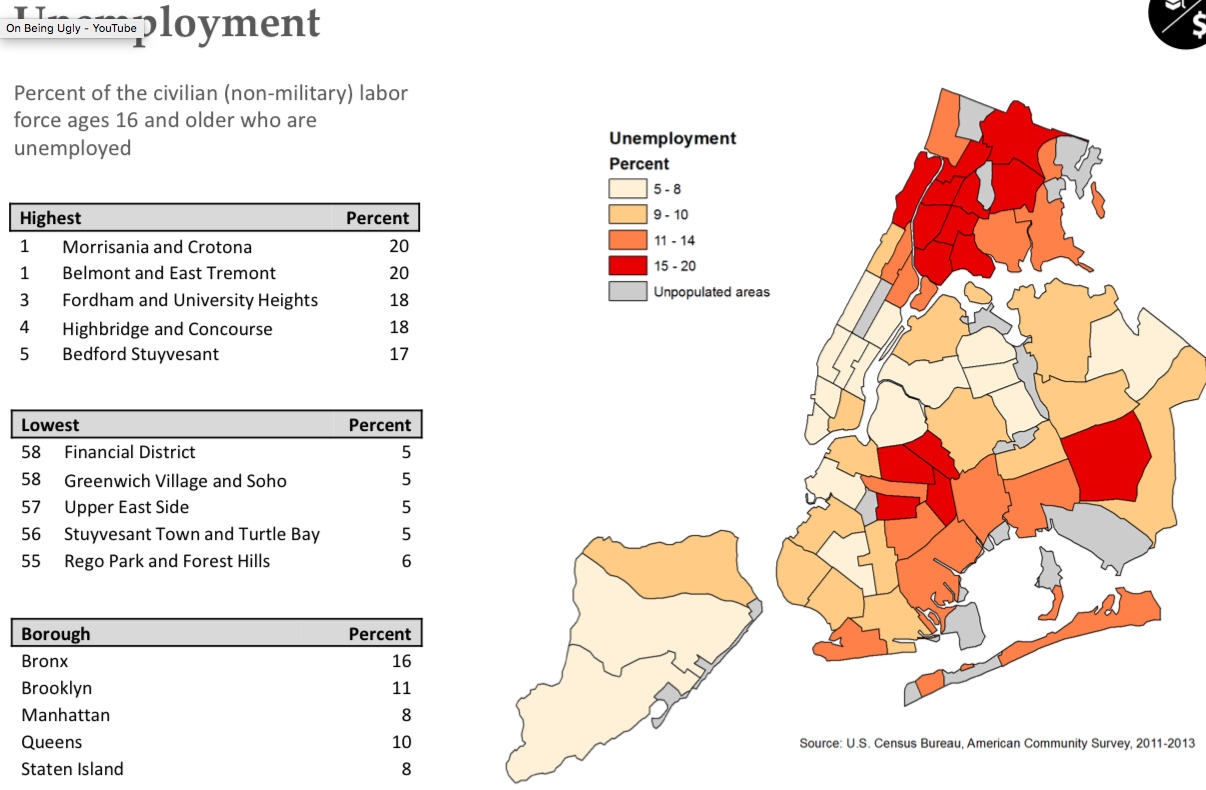 Unemployment
On Being Ugly - YouTube
$
Percent of the civilian (non-military) labor
force ages 16 and older who are
unemployed
Highest Percent
1 Morrisania and Crotona 20
1 Belmont and East Tremont 20
3 Fordham and University Heights 18
4 Highbridge and Concourse 18
5 Bedford Stuyvesant 17
Lowest Percent
58 Financial District 5
58 Greenwich Village and Soho 5
57 Upper East Side 5
56 Stuyvesant Town and Turtle Bay 5
55 Rego Park and Forest Hills 6
Borough Percent
Bronx 16
Brooklyn 11
Manhattan 8
Queens 10
Staten Island 8
Unemployment
Percent
5 - 8
9 - 10
11 - 14
15 - 20
Unpopulated areas
Source: U.S. Census Bureau, American Community Survey, 2011-2013